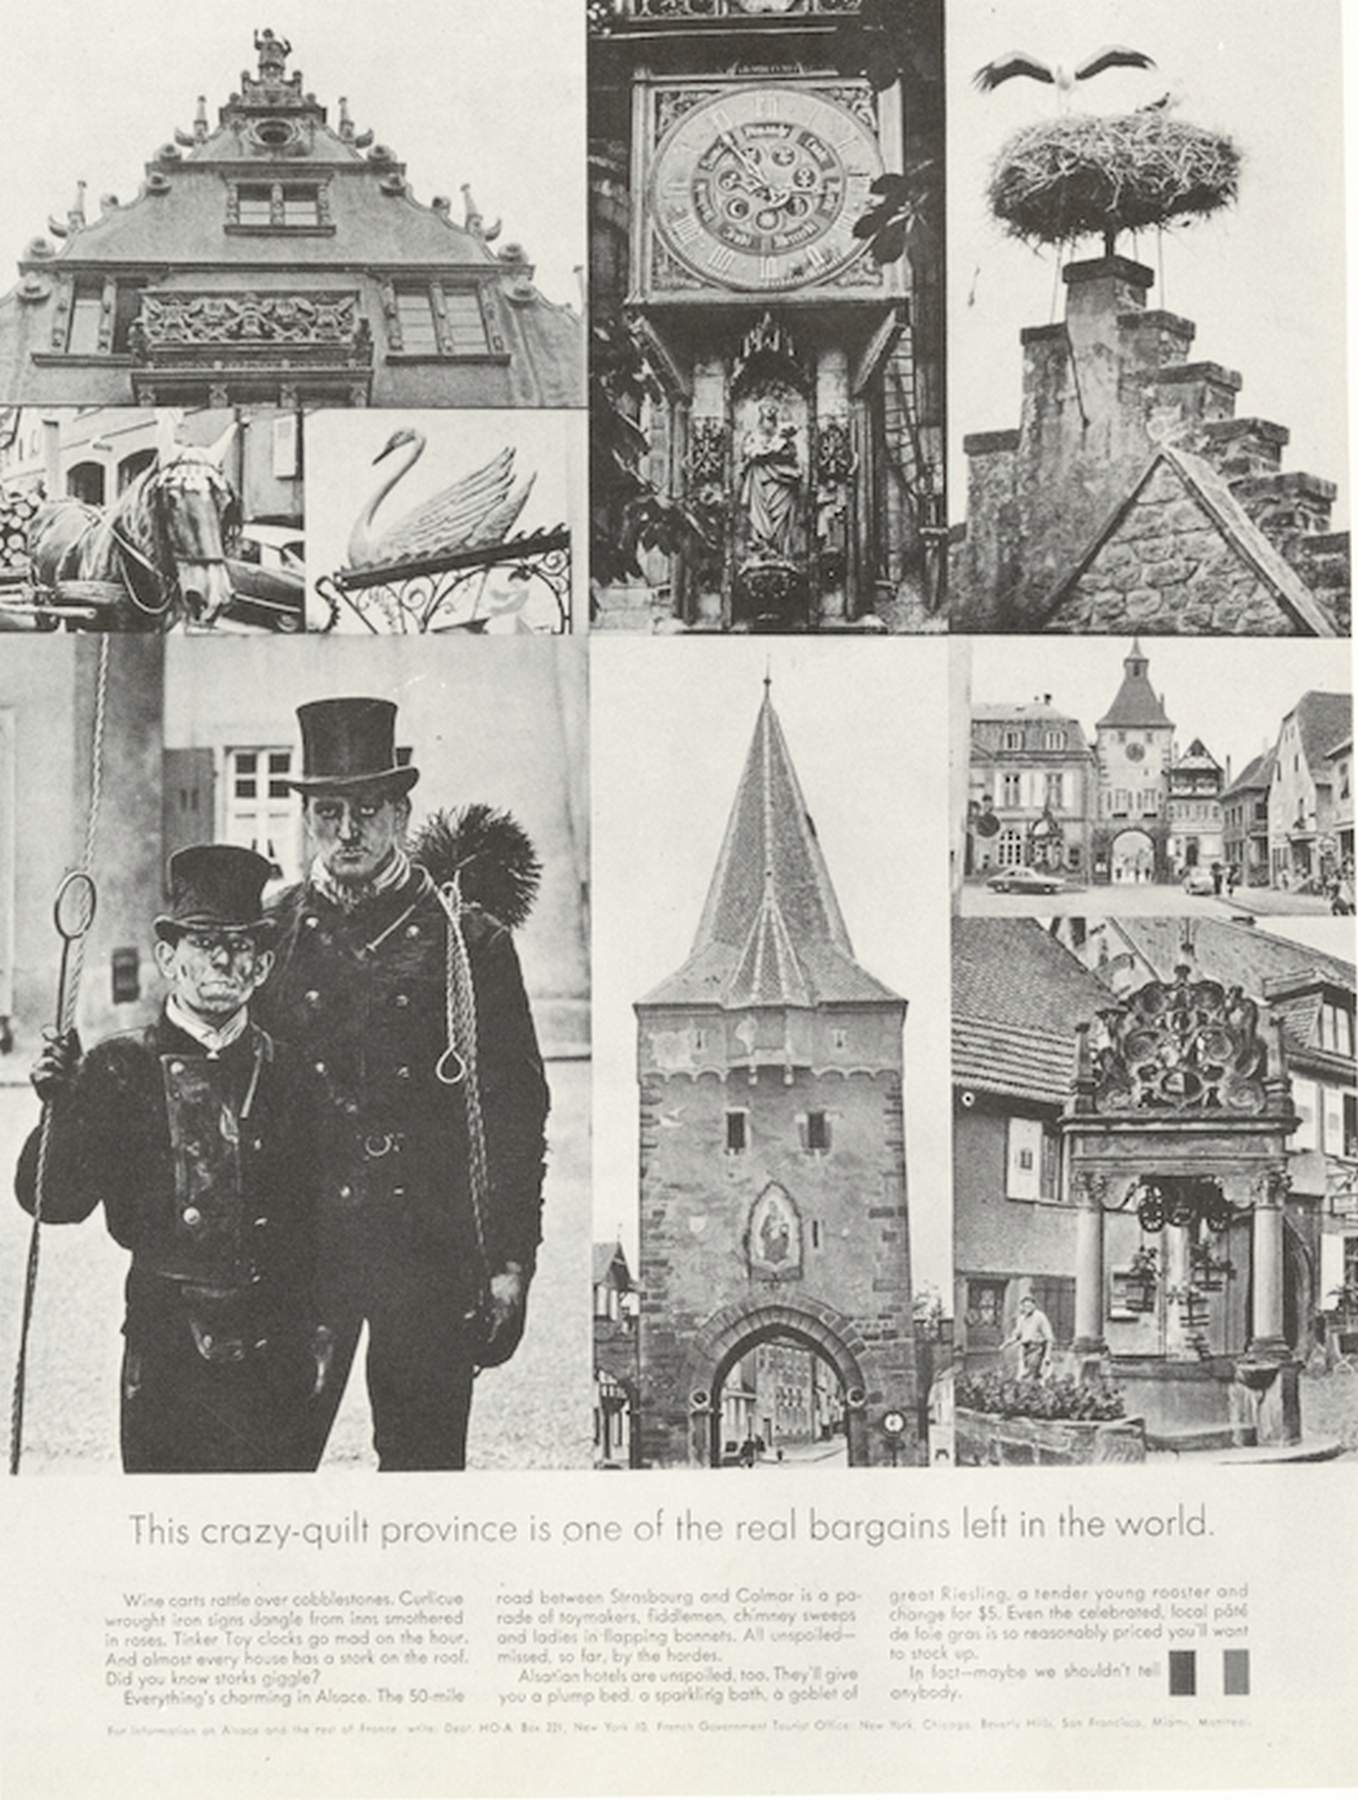 This crazy-quilt province is one of the real bargains left in the world.
Wine carts rattle over cobblestones. Curlicue
wrought iron signs dangle from inns smothered
in roses. Tinker Toy clocks go mad on the hour.
And almost every house has a stork on the roof.
Did you know storks giggle?
Everything's charming in Alsace. The 50-mile
road between Strasbourg and Colmar is a pa-
rade of toymakers, fiddlemen, chimney sweeps
and ladies in flapping bonnets. All unspoiled—
missed, so far, by the hordes.
Alsatian hotels are unspoiled, too. They'll give
you a plump bed, a sparkling bath, a goblet of
great Riesling, a tender young rooster and
change for $5. Even the celebrated, local pâté
de foie gras is so reasonably priced you'll want
to stock up.
In fact—maybe we shouldn't tell
anybody.
For information on Alsace and the rest of France, write: Dept. HO-A, Box 221, New York 10. French Government Tourist Office: New York, Chicago, Beverly Hills, San Francisco, Miami, Montreal.